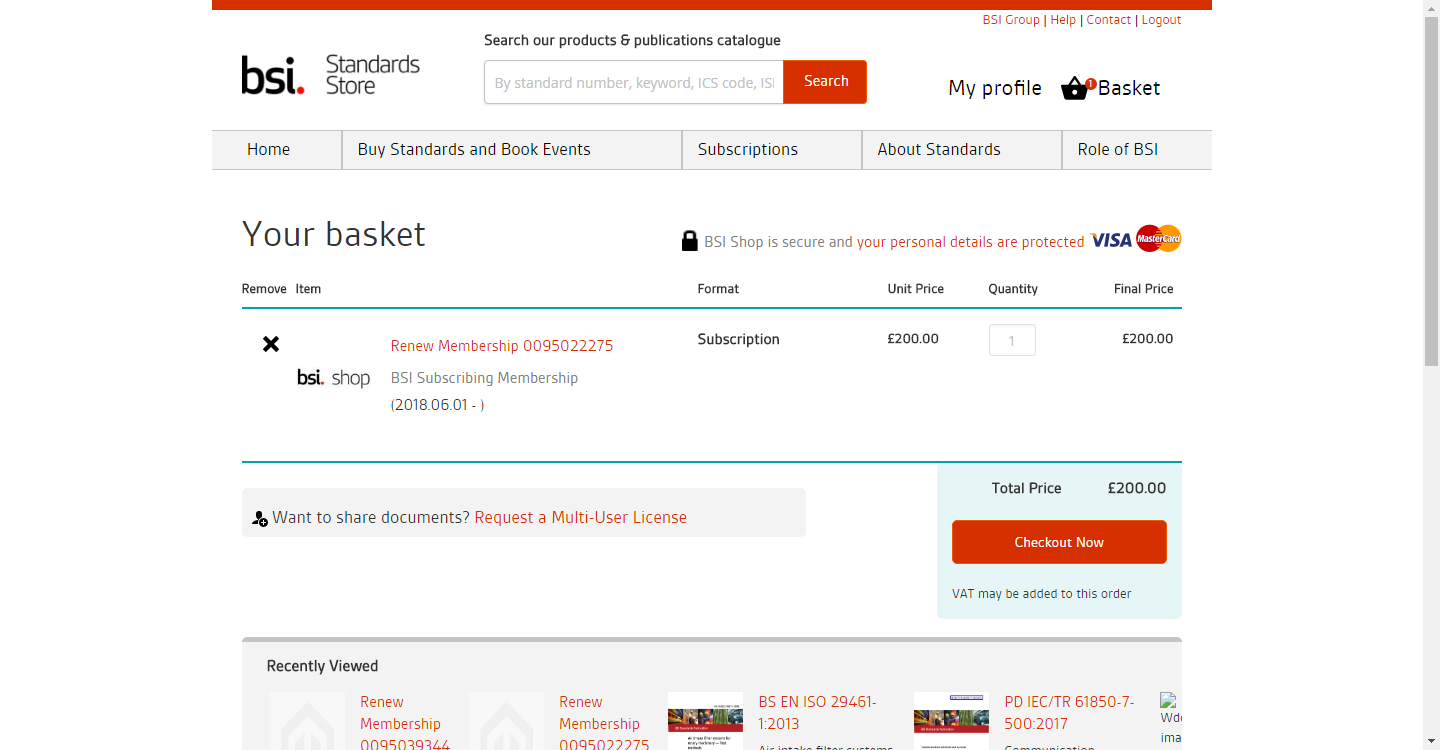 BSI Group | Help | Contact | Logout
Search our products & publications catalogue
bsi.
Standards
Store
By standard number, keyword, ICS code, ISI
Search
My profile
1
Basket
Home
Buy Standards and Book Events
Subscriptions
About Standards
Role of BSI
Your basket
BSI Shop is secure and your personal details are protected
VISA
MasterCard
Remove Item Format Unit Price Quantity Final Price
Renew Membership 0095022275
Subscription
£200.00
1
£200.00
bsi. shop
BSI Subscribing Membership
(2018.06.01 - )
Total Price £200.00
Want to share documents? Request a Multi-User License
Checkout Now
VAT may be added to this order
Recently Viewed
Renew
Membership
0095039344
Renew
Membership
0095022275
BS EN ISO 29461-
1:2013
Air intake filter systems
PD IEC/TR 61850-7-
500:2017
Communication
ima